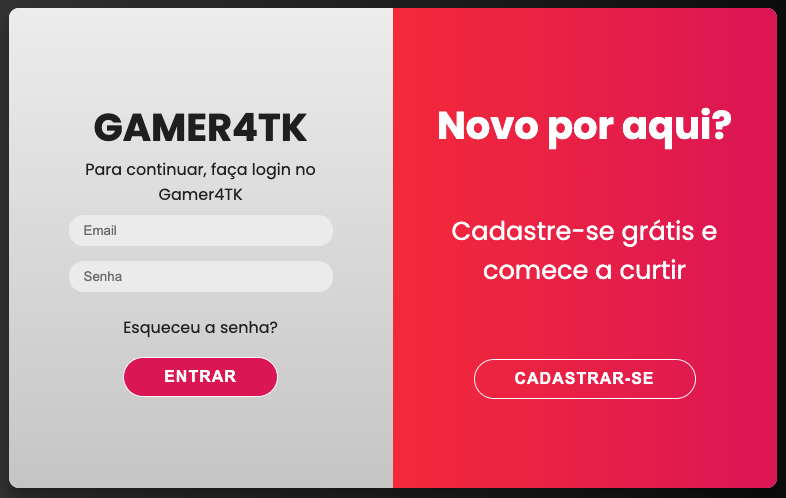 GAMER4TK
Para continuar, faça login no
Gamer4TK
Email
Senha
Esqueceu a senha?
ENTRAR
Novo por aqui?
Cadastre-se grátis e
comece a curtir
CADASTRAR-SE